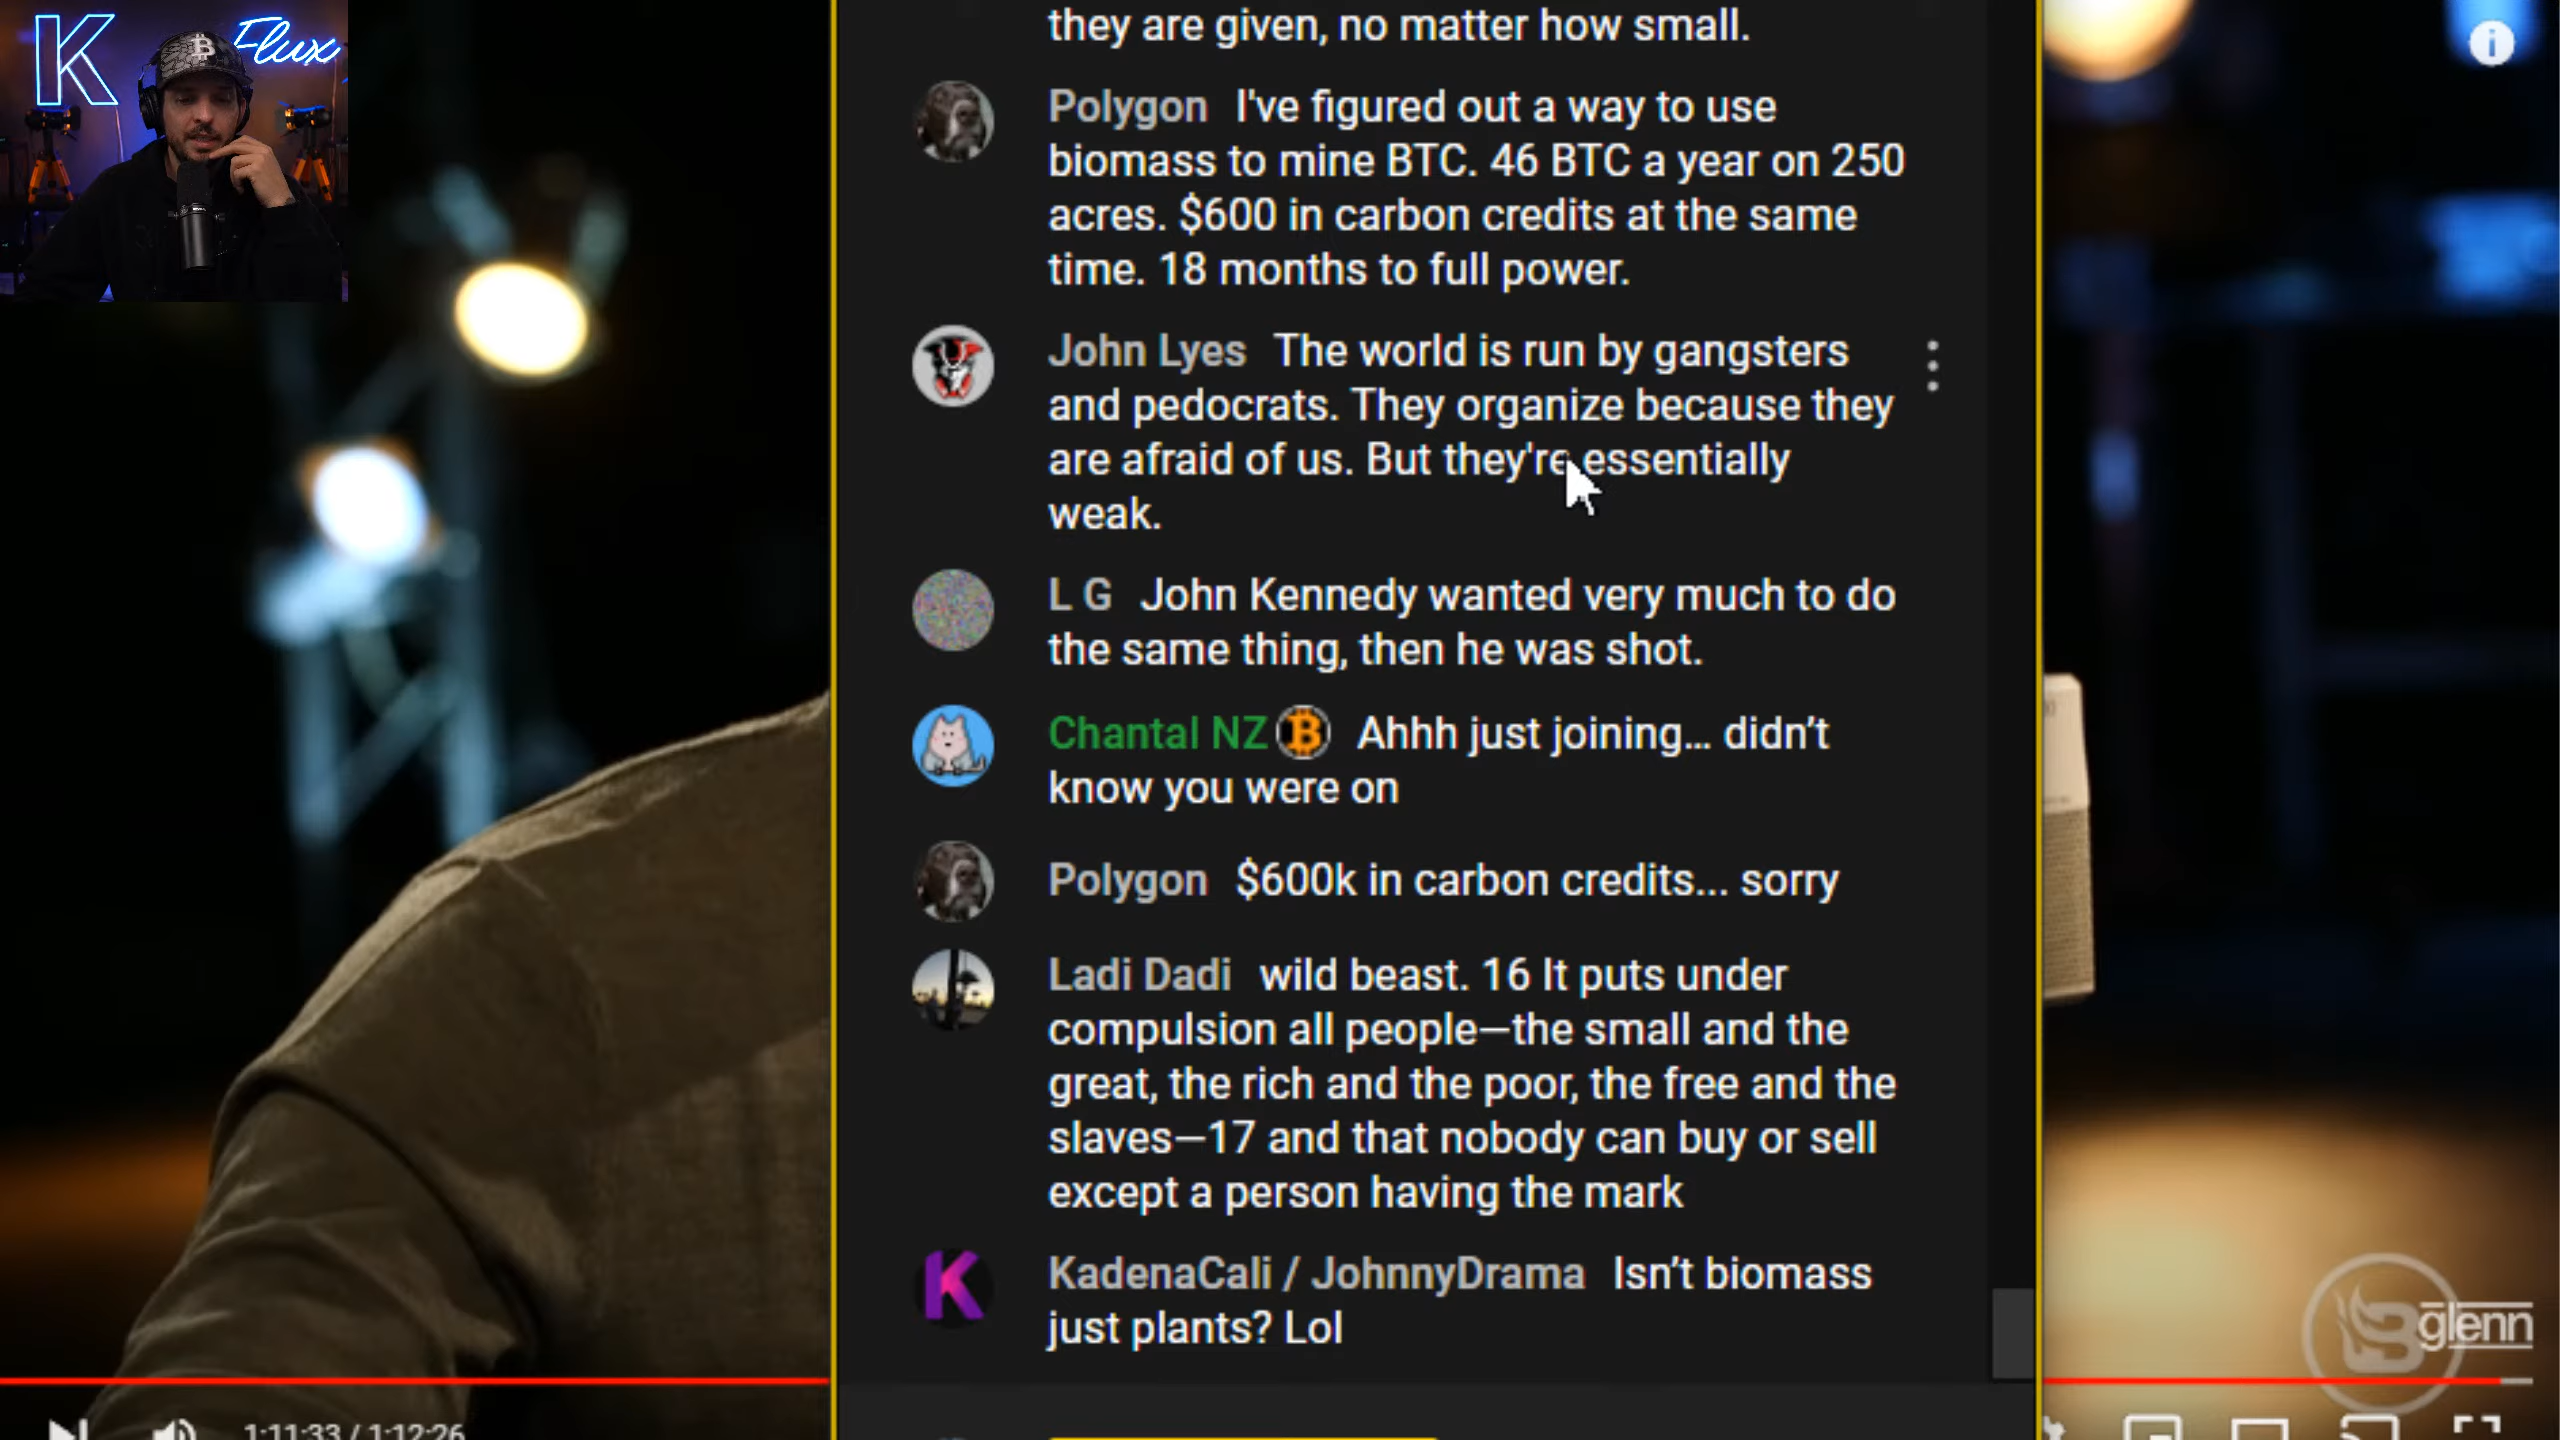 K Flux
they are given, no matter how small.
Polygon I've figured out a way to use
biomass to mine BTC. 46 BTC a year on 250
acres. $600 in carbon credits at the same
time. 18 months to full power.
John Lyes The world is run by gangsters
and pedocrats. They organize because they
are afraid of us. But they're essentially
weak.
L G John Kennedy wanted very much to do
the same thing, then he was shot.
Chantal NZ Ahhh just joining... didn’t
know you were on
Polygon $600k in carbon credits... sorry
Ladi Dadi wild beast. 16 It puts under
compulsion all people—the small and the
great, the rich and the poor, the free and the
slaves—17 and that nobody can buy or sell
except a person having the mark
KadenaCali / JohnnyDrama Isn’t biomass
just plants? Lol
glenn
1:11:33 / 1:12:26